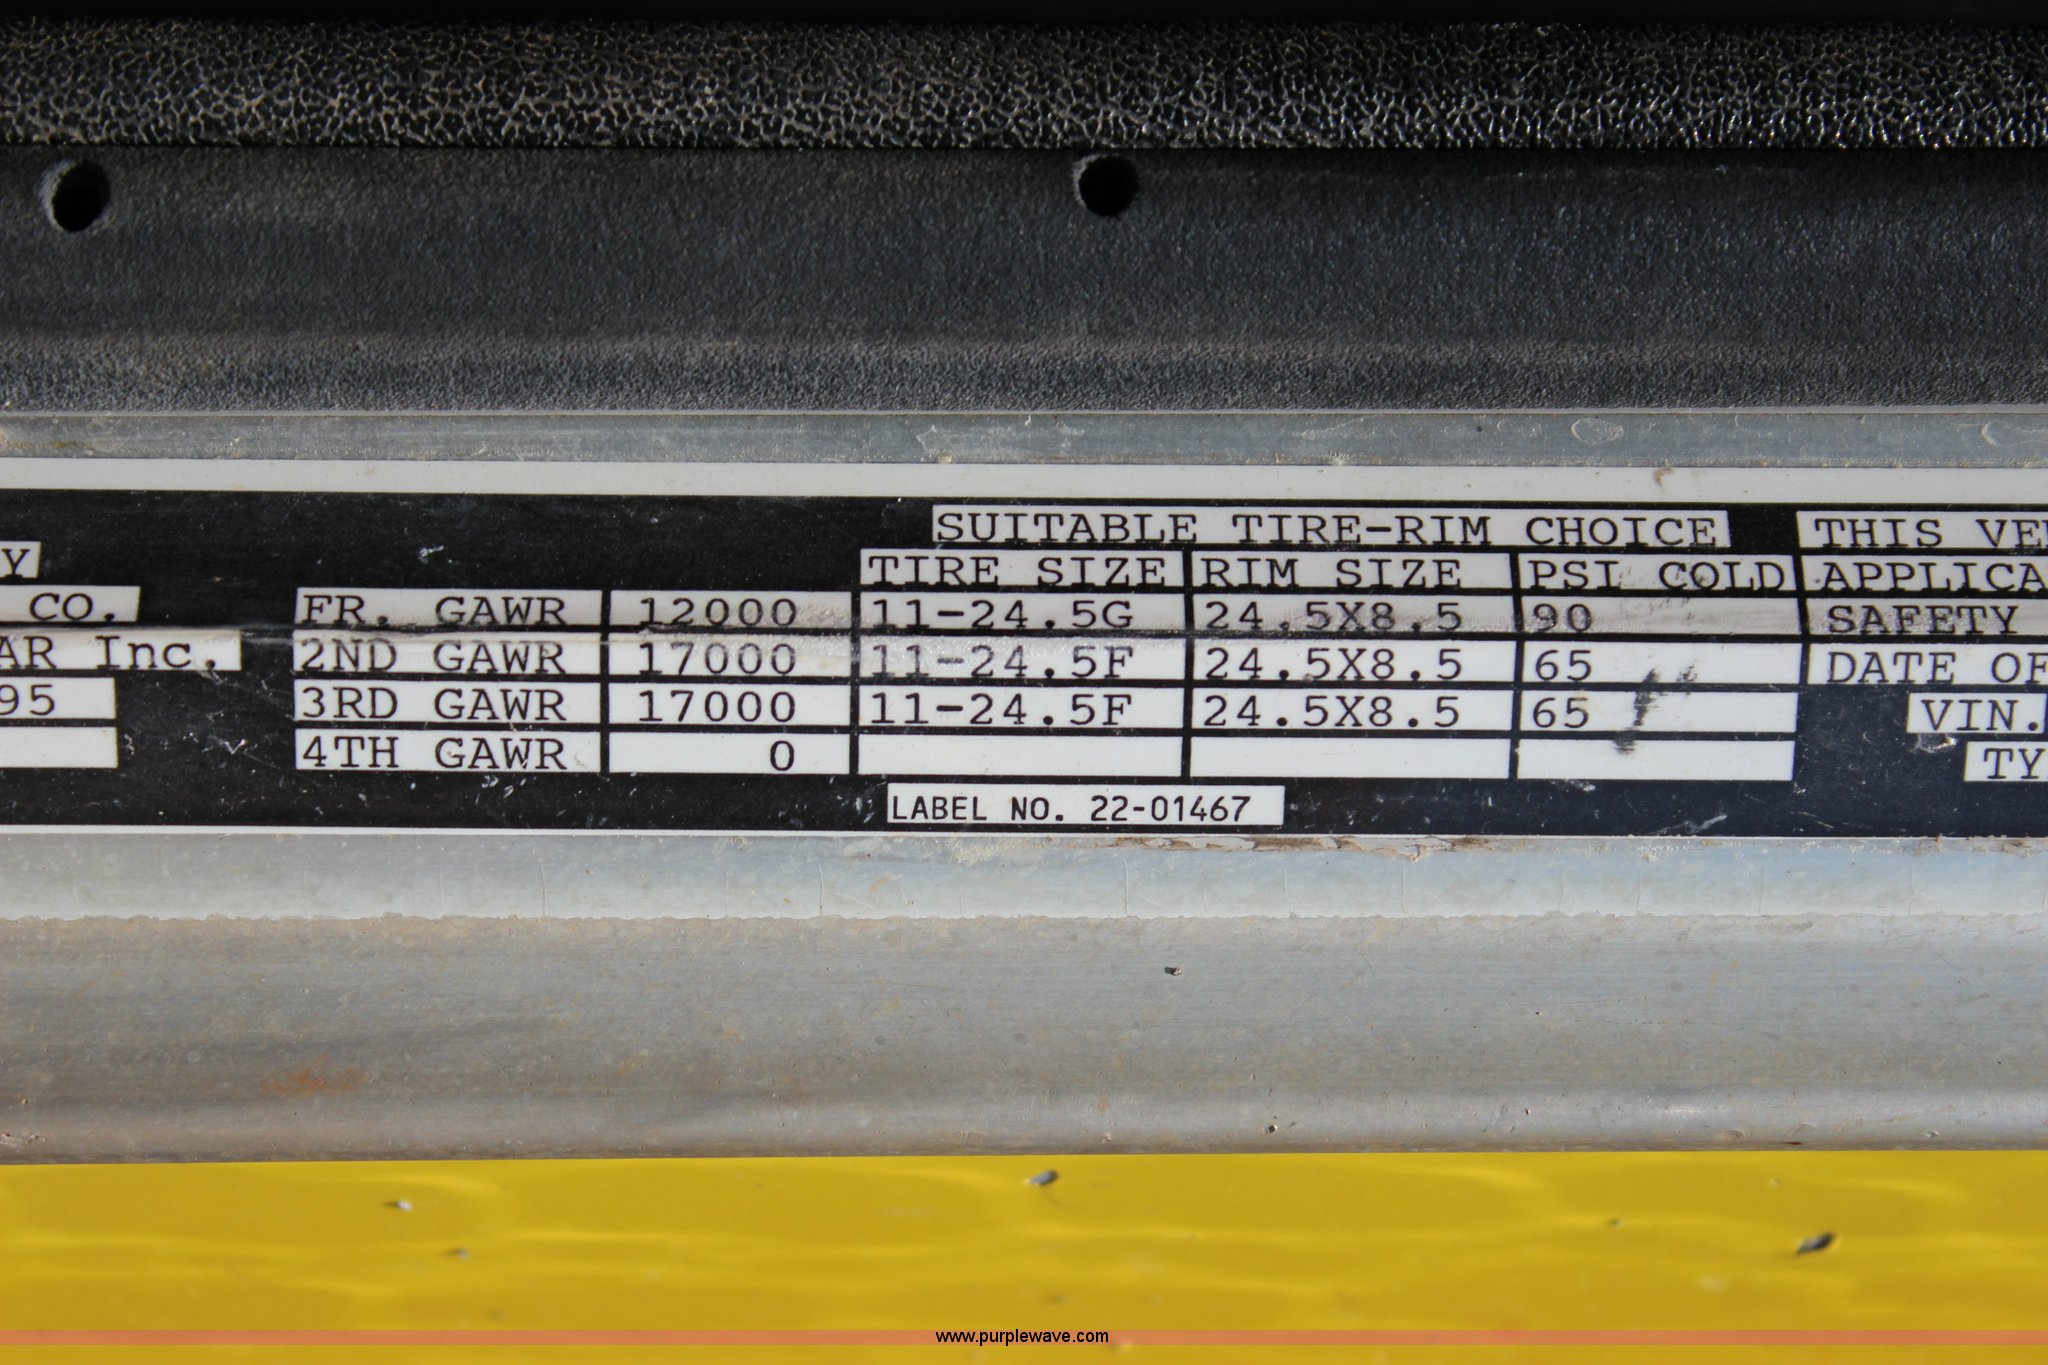 SUITABLE TIRE-RIM CHOICE THIS VE
Y TIRE SIZE RIM SIZE PSI COLD APPLICA
CO. FR. GAWR 12000 11-24.5G 24.5X8.5 90 SAFETY
AR Inc. 2ND GAWR 17000 11-24.5F 24.5X8.5 65 DATE OF
95 3RD GAWR 17000 11-24.5F 24.5X8.5 65 VIN.
4TH GAWR 0 TY
LABEL NO. 22-01467
www.purplewave.com